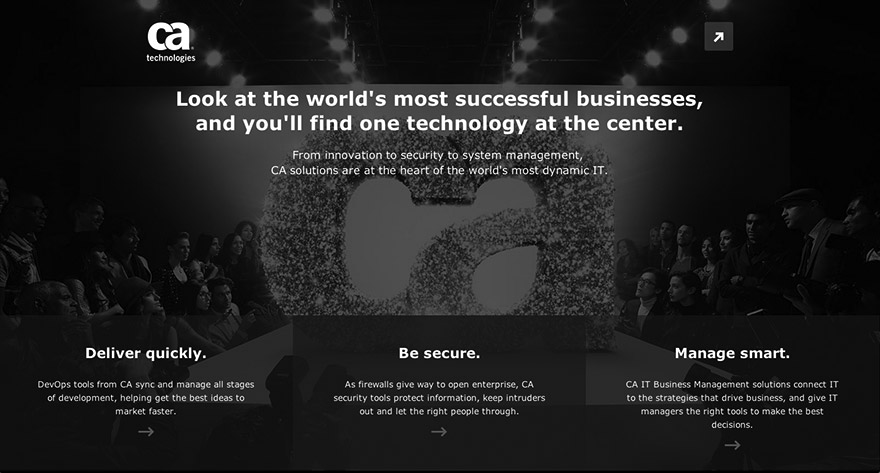 ca
technologies
Look at the world's most successful businesses,
and you'll find one technology at the center.
From innovation to security to system management,
CA solutions are at the heart of the world's most dynamic IT.
ca
Deliver quickly.
DevOps tools from CA sync and manage all stages
of development, helping get the best ideas to
market faster.
Be secure.
As firewalls give way to open enterprise, CA
security tools protect information, keep intruders
out and let the right people through.
Manage smart.
CA IT Business Management solutions connect IT
to the strategies that drive business, and give IT
managers the right tools to make the best
decisions.